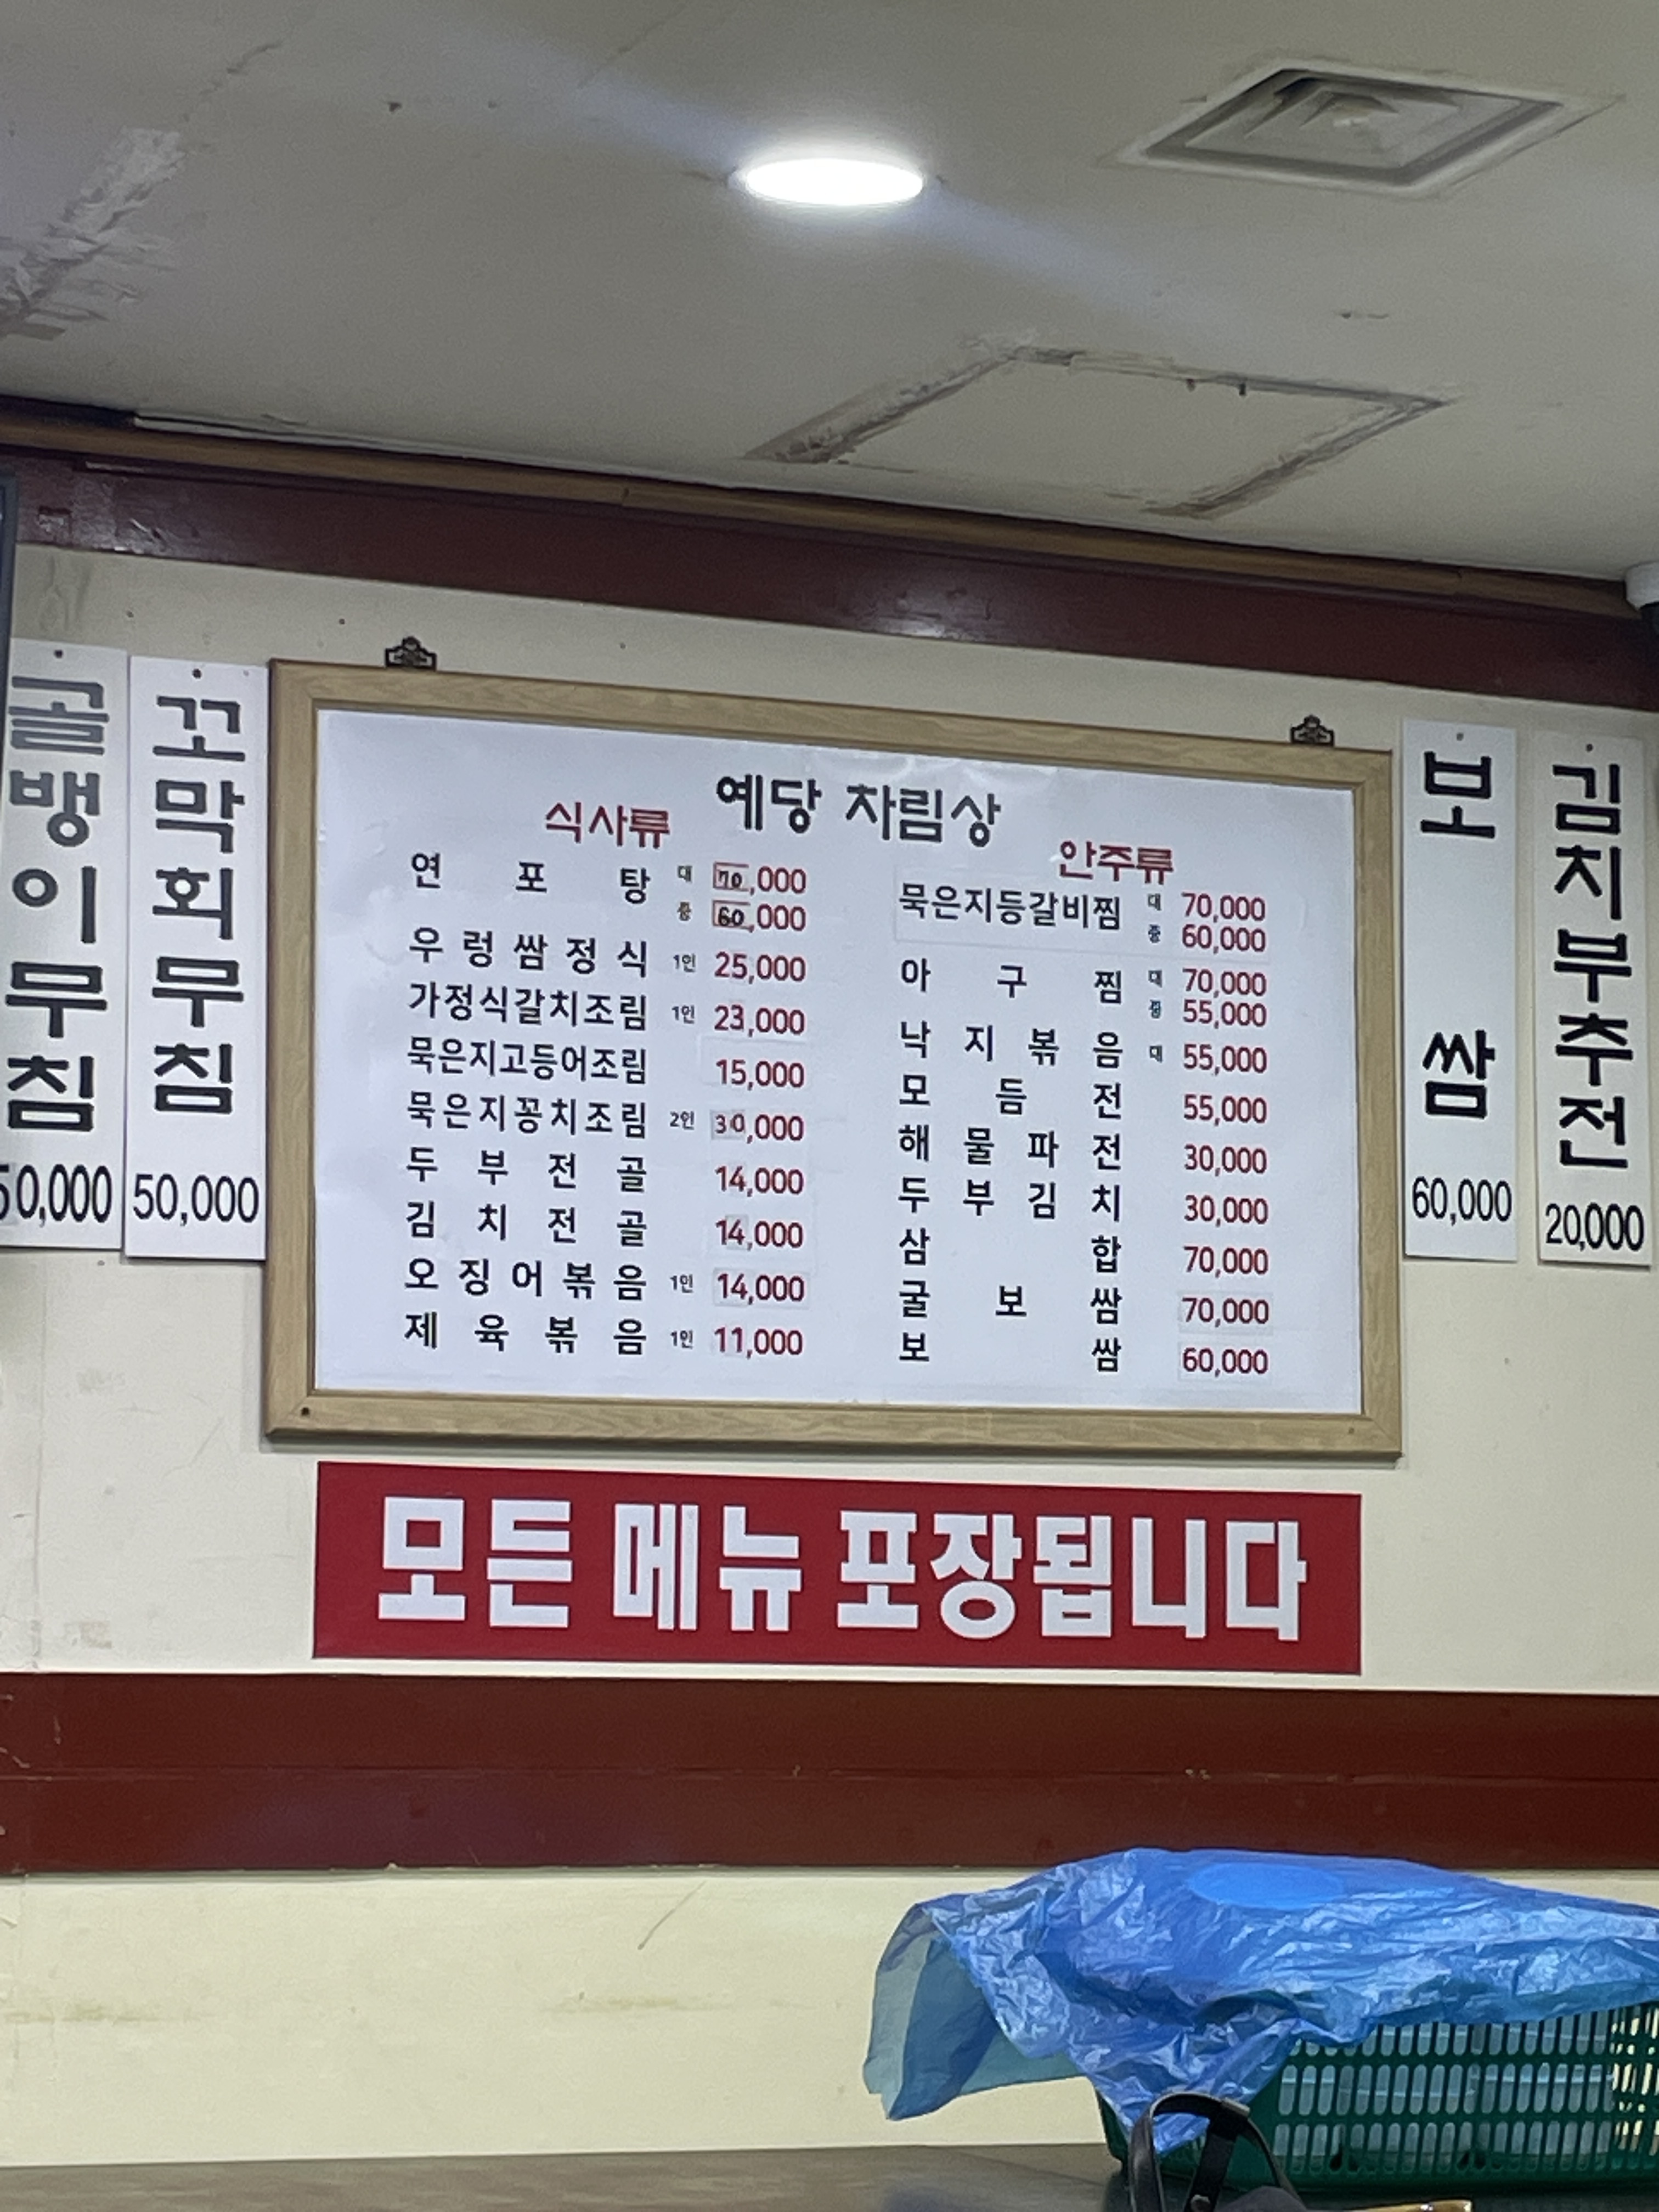 골뱅이무침
50,000
꼬막회무침
50,000
예당 차림상
식사류
연포탕 대 70,000
중 60,000
우렁쌈정식 1인 25,000
가정식갈치조림 1인 23,000
묵은지고등어조림 15,000
묵은지꽁치조림 2인 30,000
두부전골 14,000
김치전골 14,000
오징어볶음 1인 14,000
제육볶음 1인 11,000
안주류
묵은지등갈비찜 대 70,000
중 60,000
아구찜 대 70,000
중 55,000
낙지볶음 대 55,000
모듬전 55,000
해물파전 30,000
두부김치 30,000
삼합 70,000
굴보쌈 70,000
보쌈 60,000
보쌈
60,000
김치부추전
20,000
모든 메뉴 포장됩니다